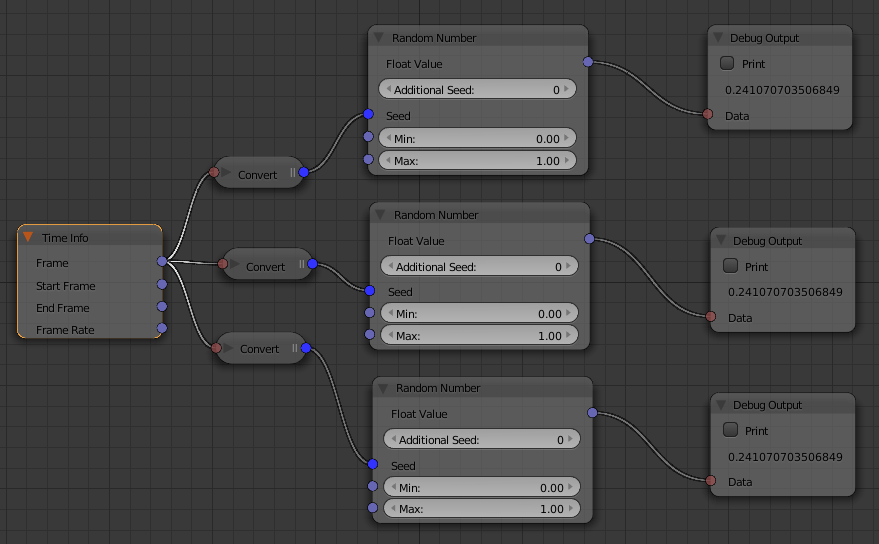 Time Info
Frame
Start Frame
End Frame
Frame Rate
Convert
Convert
Convert
Random Number
Float Value
Additional Seed: 0
Seed
Min: 0.00
Max: 1.00
Debug Output
Print
0.241070703506849
Data
Random Number
Float Value
Additional Seed: 0
Seed
Min: 0.00
Max: 1.00
Debug Output
Print
0.241070703506849
Data
Random Number
Float Value
Additional Seed: 0
Seed
Min: 0.00
Max: 1.00
Debug Output
Print
0.241070703506849
Data